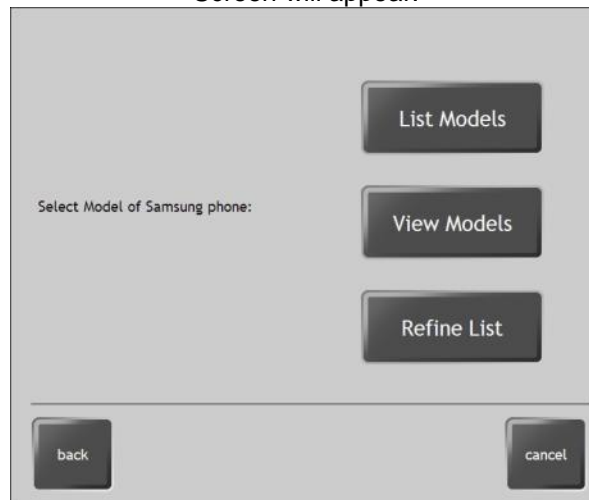 Screen will appear.
List Models
Select Model of Samsung phone:
View Models
Refine List
back
cancel